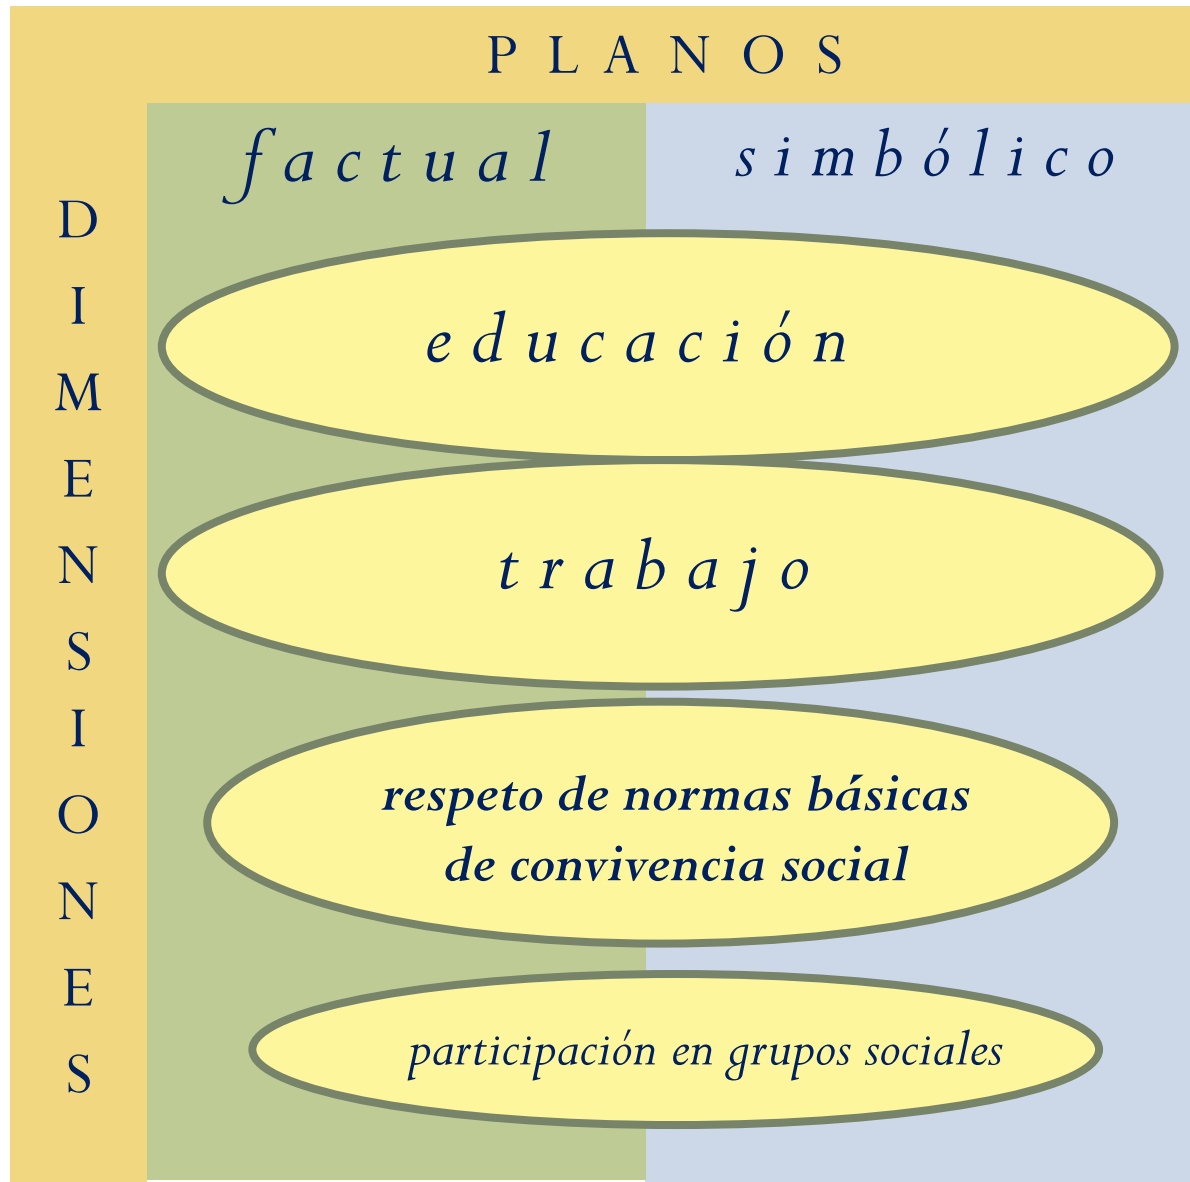 PLANOS
factual
simbólico
DIMENSIONES
educación
trabajo
respeto de normas básicas
de convivencia social
participación en grupos sociales